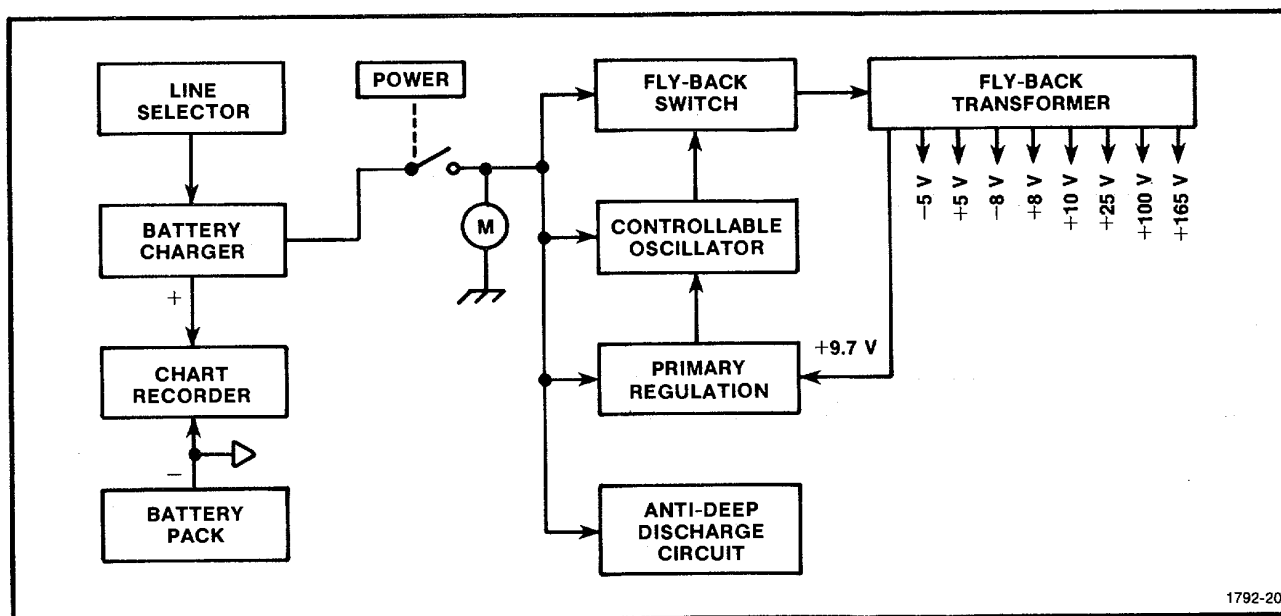 LINE
SELECTOR
BATTERY
CHARGER
+
CHART
RECORDER
−
BATTERY
PACK
POWER
M
FLY-BACK
SWITCH
CONTROLLABLE
OSCILLATOR
PRIMARY
REGULATION
ANTI-DEEP
DISCHARGE
CIRCUIT
FLY-BACK
TRANSFORMER
−5 V
+5 V
−8 V
+8 V
+10 V
+25 V
+100 V
+165 V
+9.7 V
1792-20